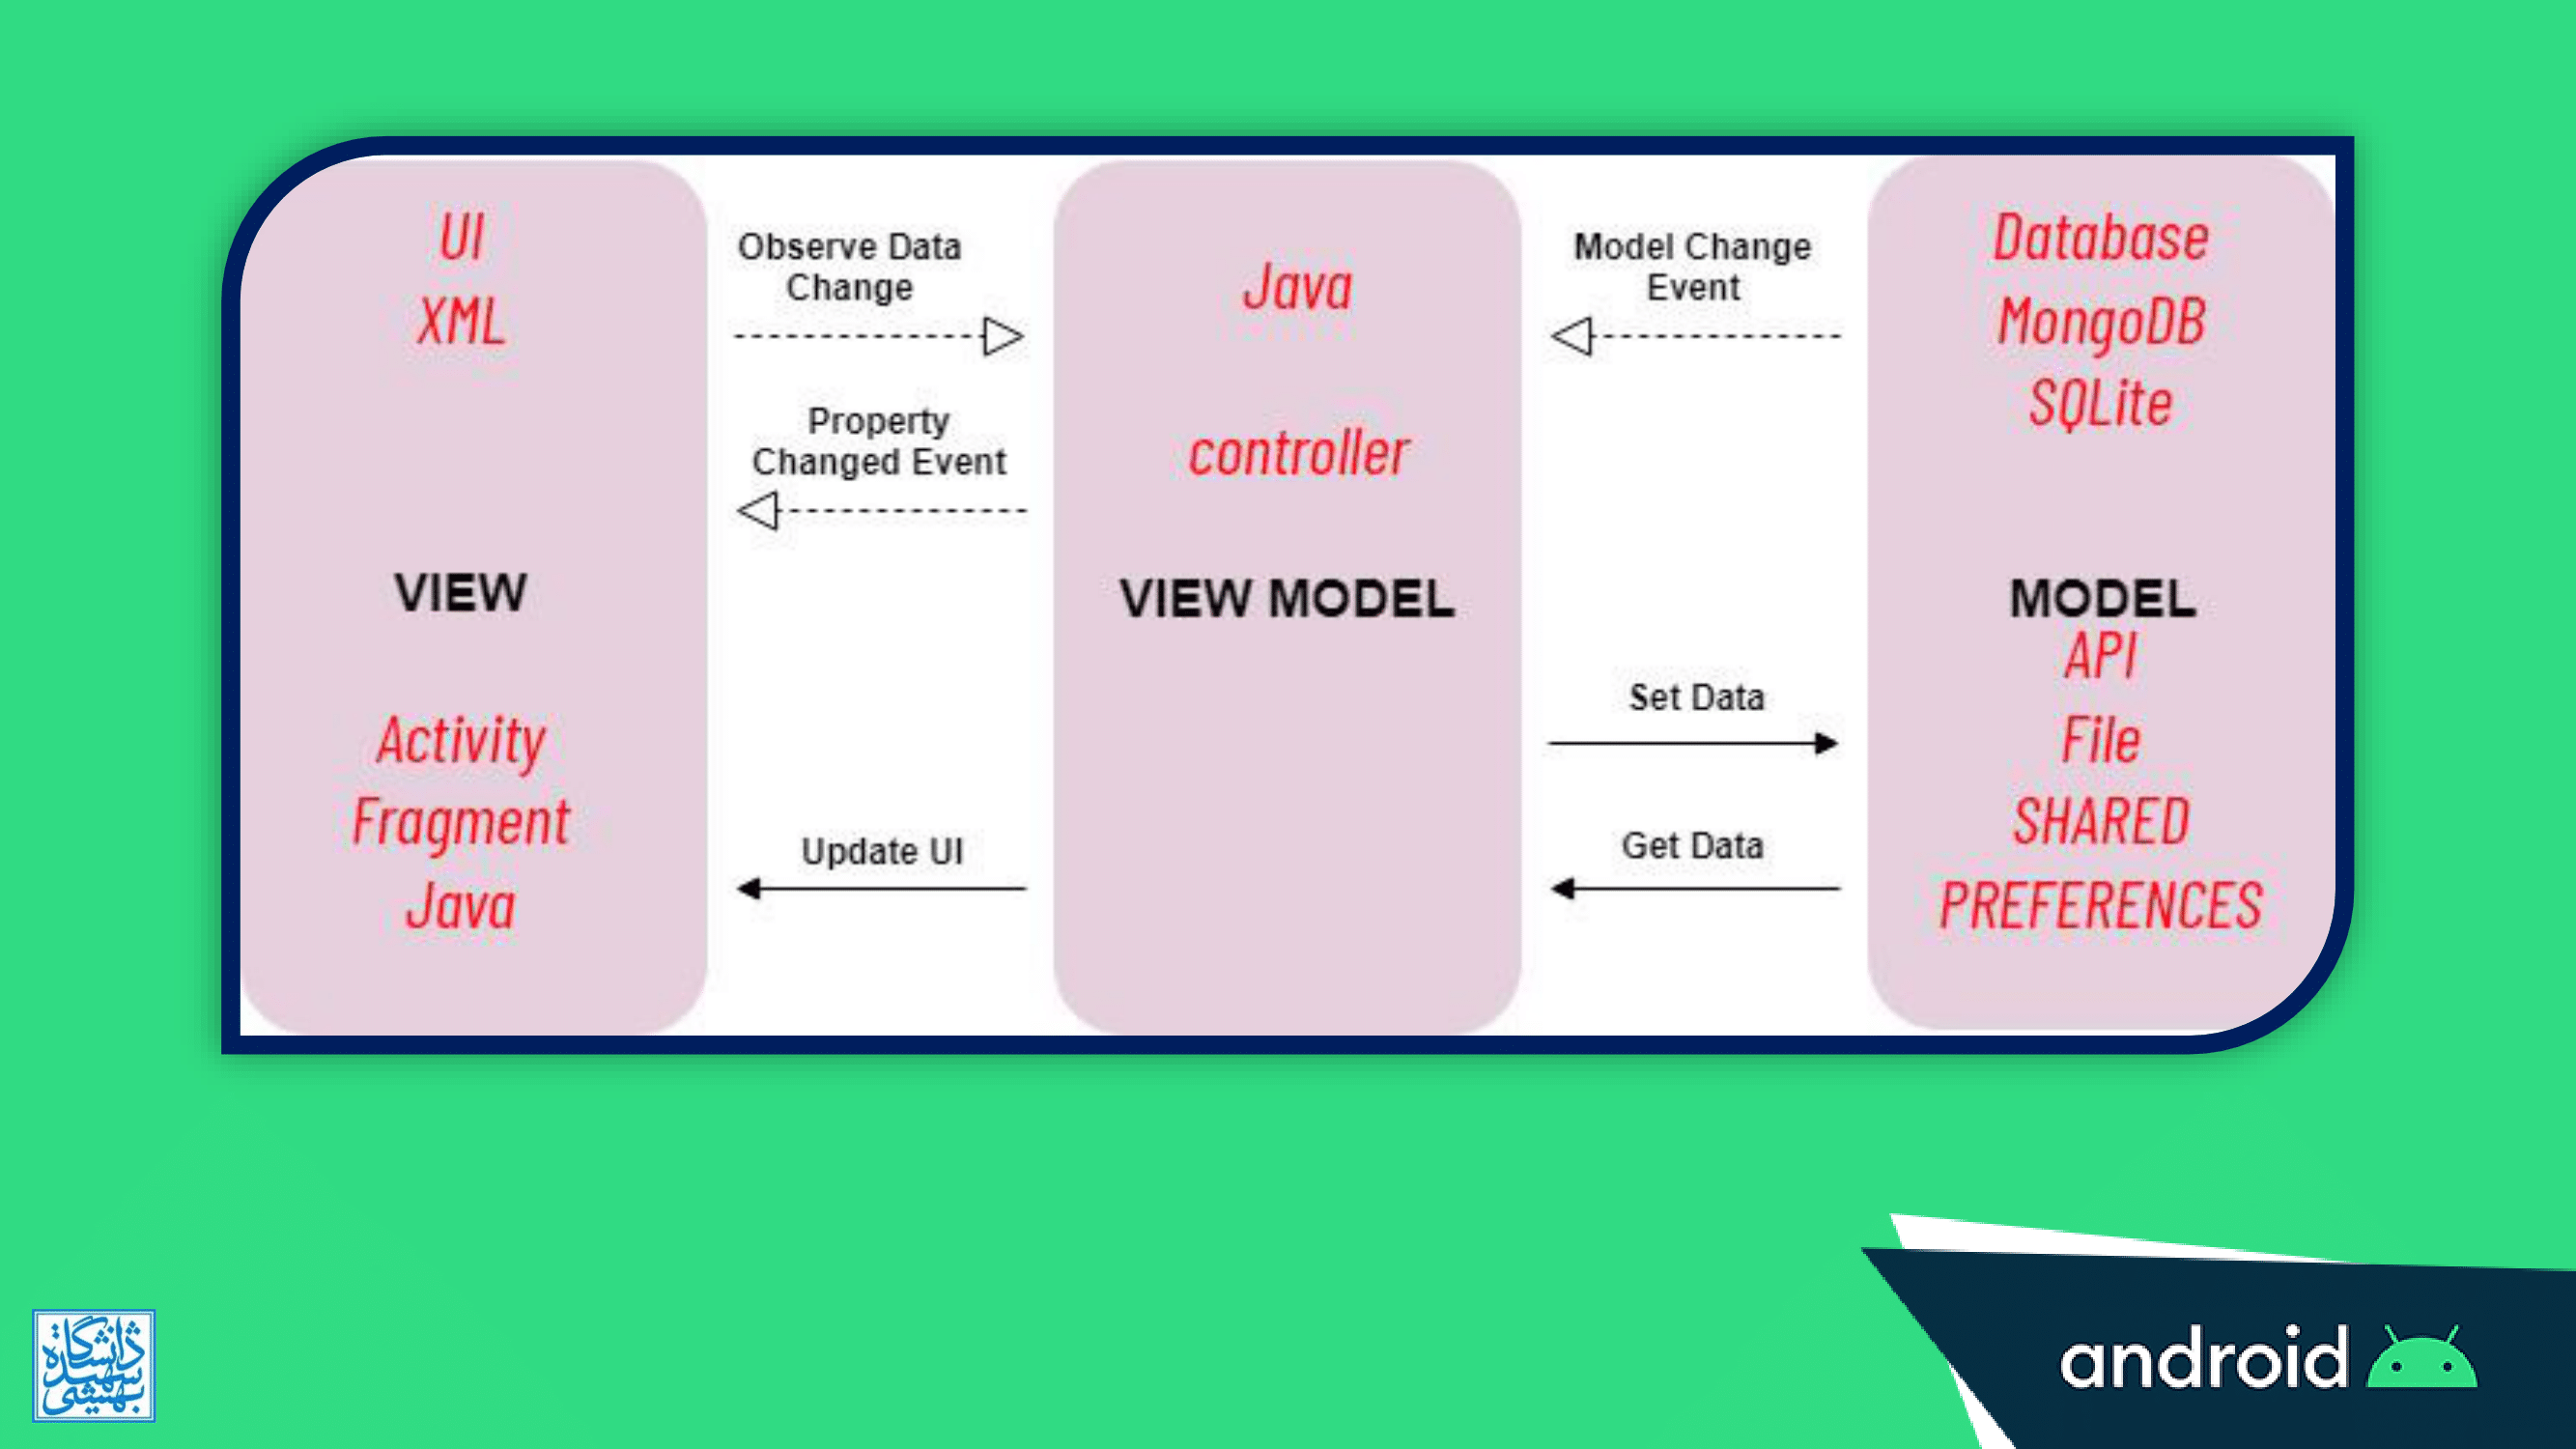 UI
XML
VIEW
Activity
Fragment
Java
Observe Data
Change
Property
Changed Event
Update UI
Java
controller
VIEW MODEL
Model Change
Event
Set Data
Get Data
Database
MongoDB
SQLite
MODEL
API
File
SHARED
PREFERENCES
دانشگاه
شهید
بهشتی
android